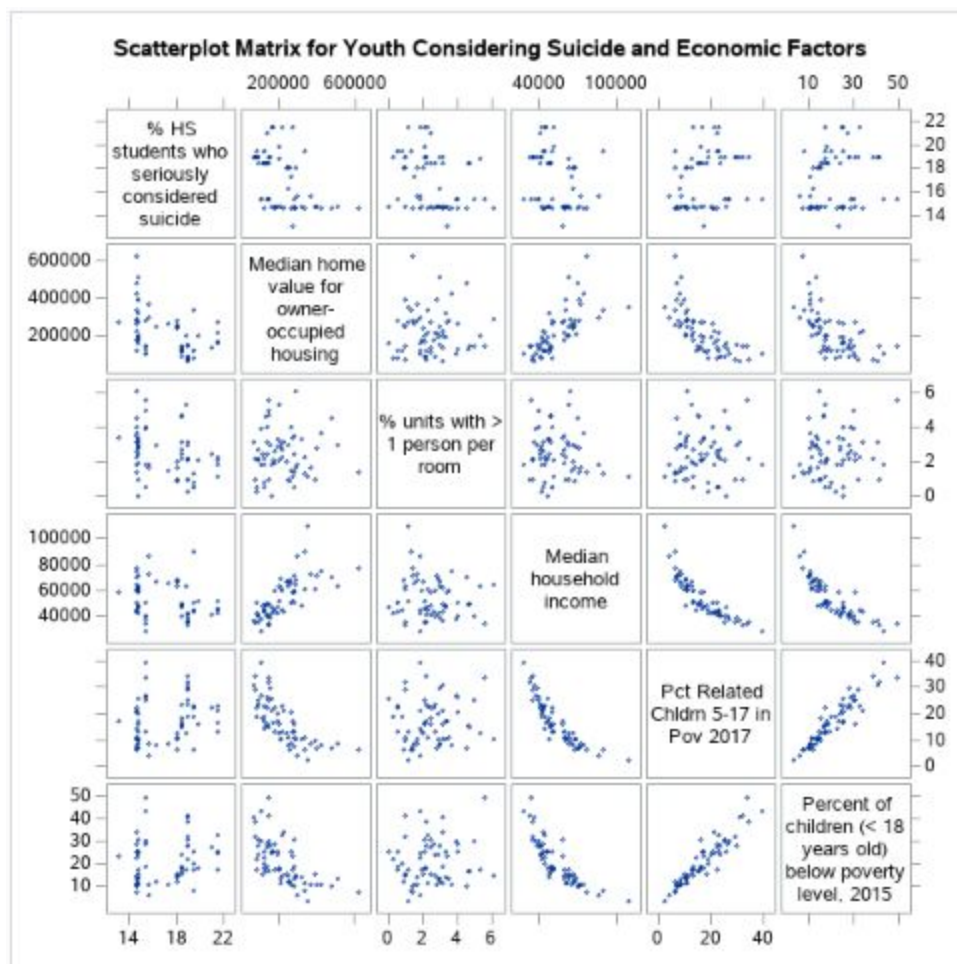 Scatterplot Matrix for Youth Considering Suicide and Economic Factors
200000 600000 40000 100000 10 30 50
% HS
students who
seriously
considered
suicide
22
20
18
16
14
600000
400000
200000
Median home
value for
owner-
occupied
housing
% units with >
1 person per
room
6
4
2
0
100000
80000
60000
40000
Median
household
income
Pct Related
Chldrn 5-17 in
Pov 2017
40
30
20
10
0
50
40
30
20
10
Percent of
children (< 18
years old)
below poverty
level, 2015
14 18 22 0 2 4 6 0 20 40